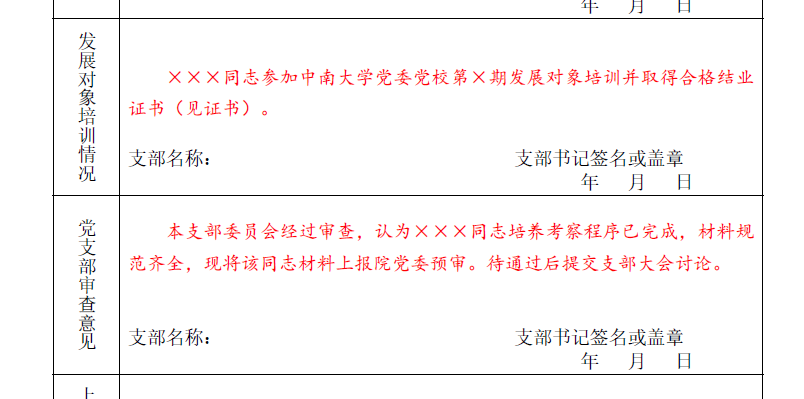 年 月 日
发展对象培训情况
×××同志参加中南大学党委党校第×期发展对象培训并取得合格结业
证书（见证书）。
支部名称： 支部书记签名或盖章
年 月 日
党支部审查意见
本支部委员会经过审查，认为×××同志培养考察程序已完成，材料规
范齐全，现将该同志材料上报院党委预审。待通过后提交支部大会讨论。
支部名称： 支部书记签名或盖章
年 月 日
上